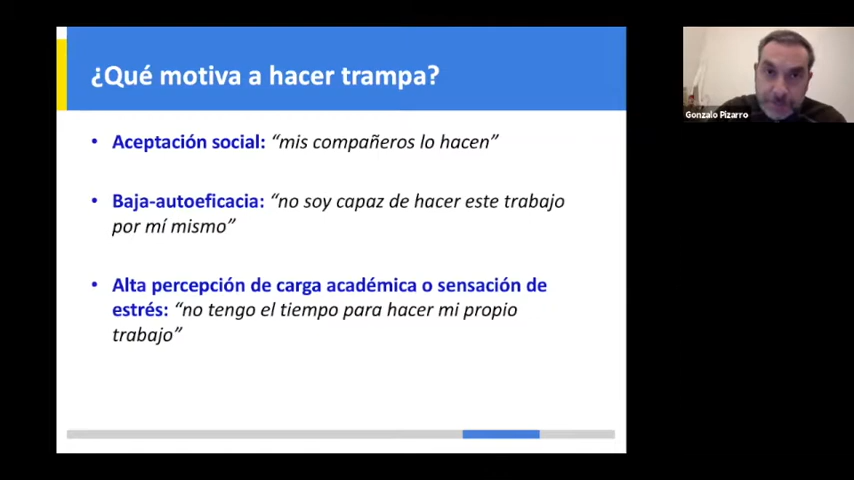 ¿Qué motiva a hacer trampa?
• Aceptación social: “mis compañeros lo hacen”
• Baja-autoeficacia: “no soy capaz de hacer este trabajo
por mí mismo”
• Alta percepción de carga académica o sensación de
estrés: “no tengo el tiempo para hacer mi propio
trabajo”
Gonzalo Pizarro